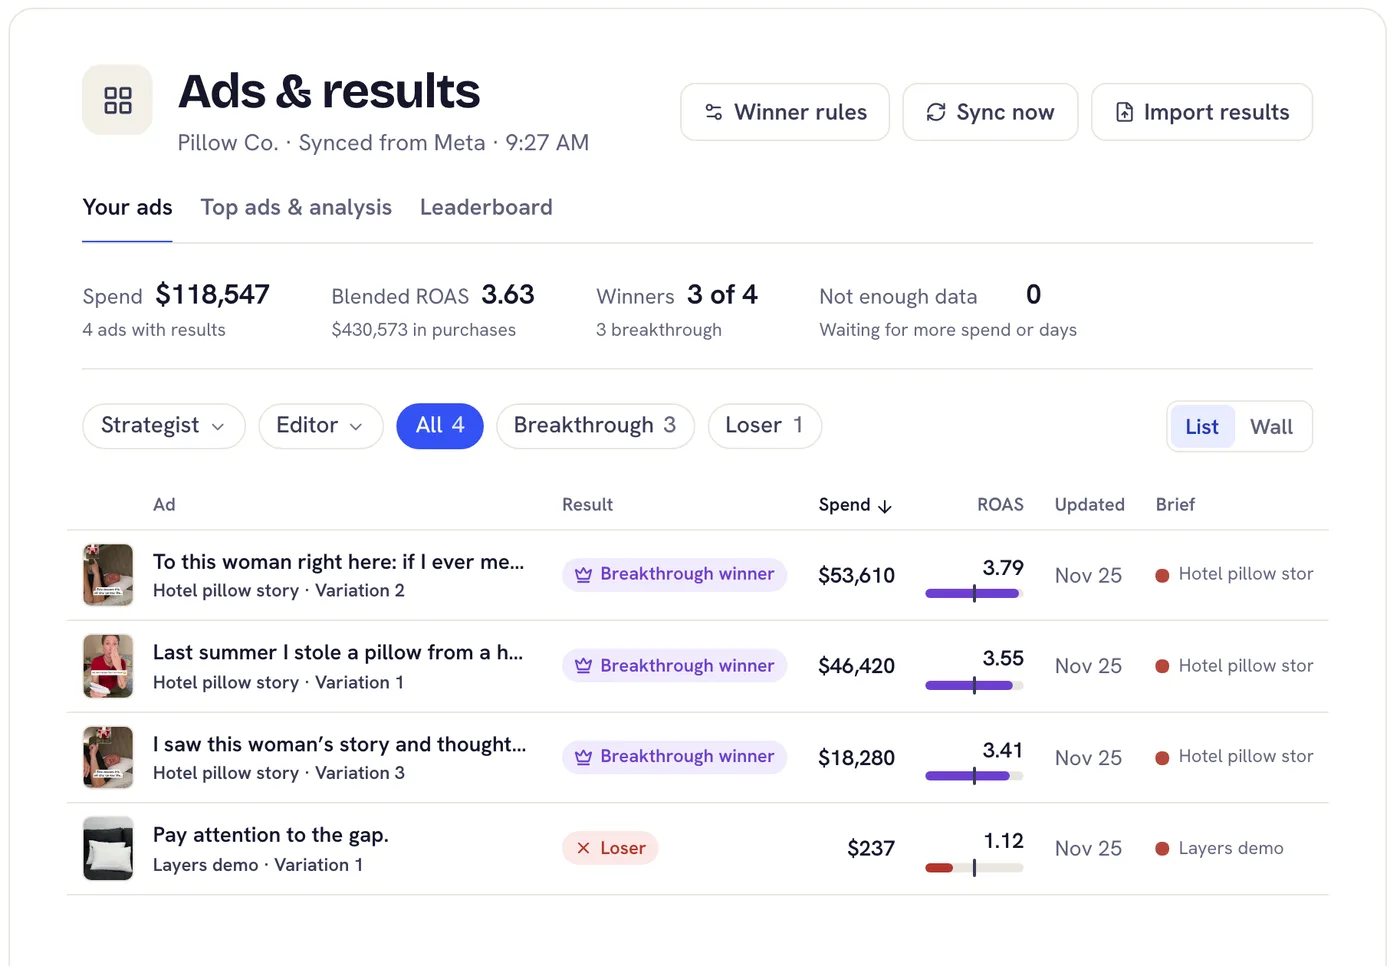 Ads & results
Pillow Co. · Synced from Meta · 9:27 AM
Winner rules
Sync now
Import results
Your ads
Top ads & analysis
Leaderboard
Spend $118,547
4 ads with results
Blended ROAS 3.63
$430,573 in purchases
Winners 3 of 4
3 breakthrough
Not enough data 0
Waiting for more spend or days
Strategist
Editor
All 4
Breakthrough 3
Loser 1
List
Wall
Ad Result Spend ↓ ROAS Updated Brief
To this woman right here: if I ever me...
Hotel pillow story · Variation 2
Breakthrough winner
$53,610
3.79
Nov 25
Hotel pillow stor
Last summer I stole a pillow from a h...
Hotel pillow story · Variation 1
Breakthrough winner
$46,420
3.55
Nov 25
Hotel pillow stor
I saw this woman’s story and thought...
Hotel pillow story · Variation 3
Breakthrough winner
$18,280
3.41
Nov 25
Hotel pillow stor
Pay attention to the gap.
Layers demo · Variation 1
Loser
$237
1.12
Nov 25
Layers demo